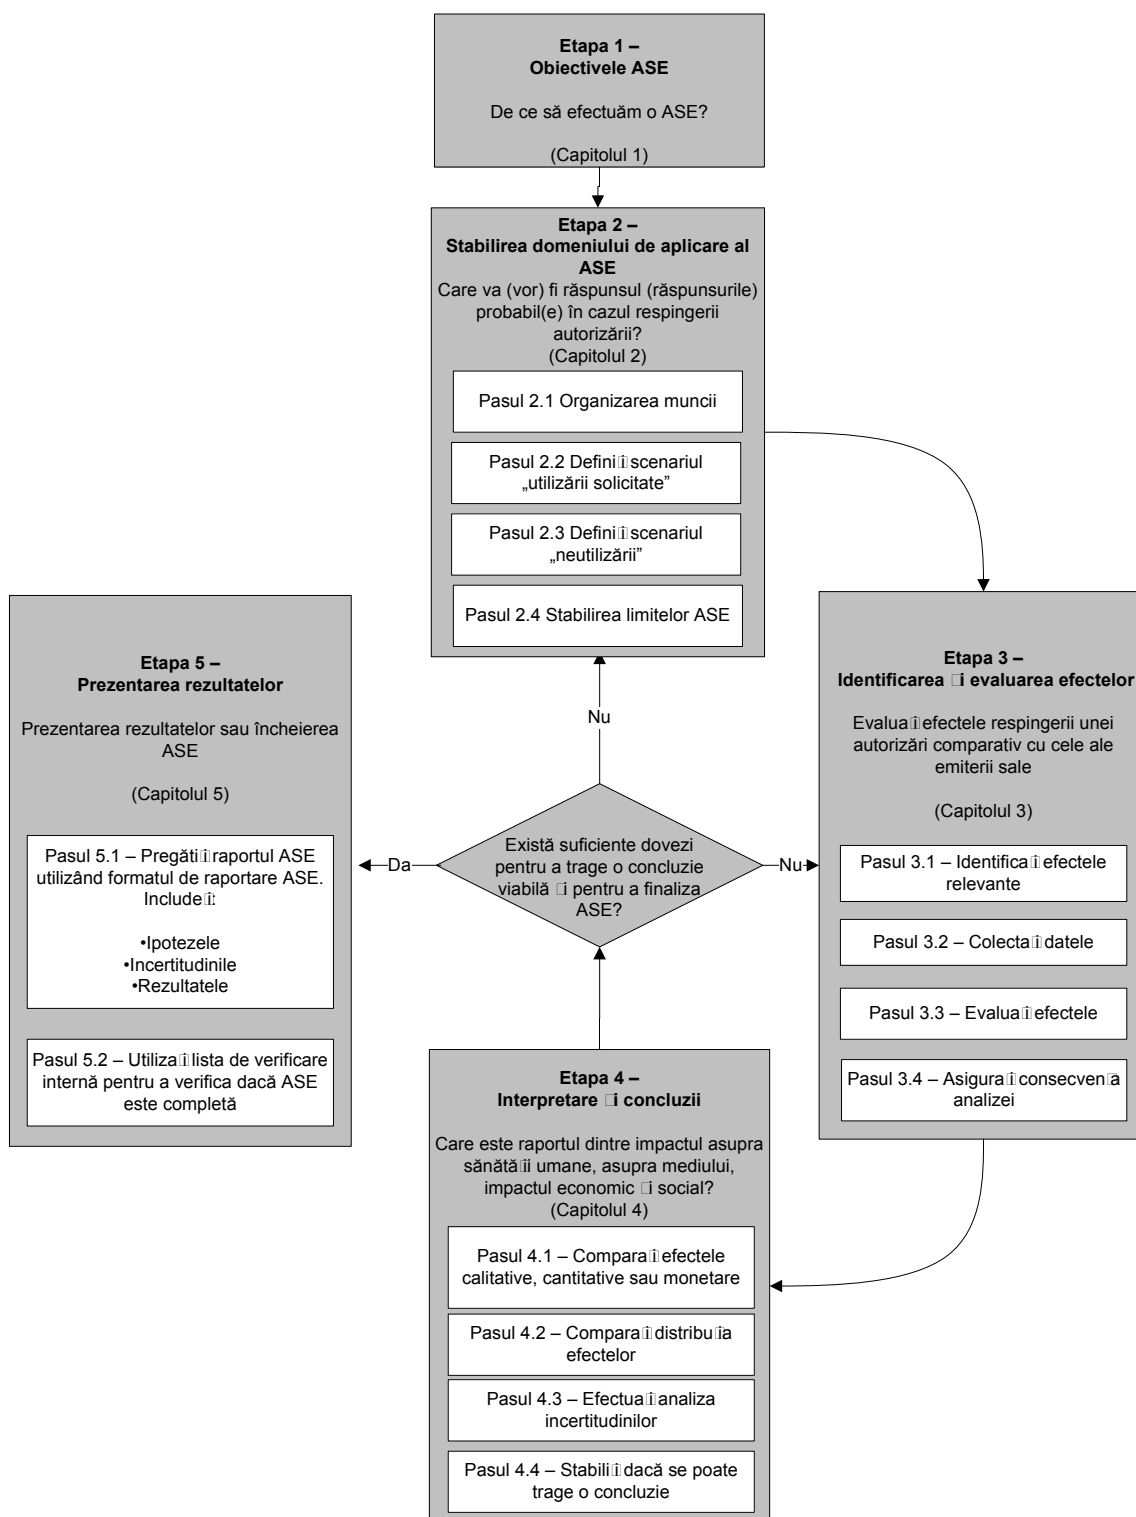 Etapa 1 –
Obiectivele ASE
De ce să efectuăm o ASE?
(Capitolul 1)
Etapa 2 –
Stabilirea domeniului de aplicare al
ASE
Care va (vor) fi răspunsul (răspunsurile)
probabil(e) în cazul respingerii
autorizării?
(Capitolul 2)
Pasul 2.1 Organizarea muncii
Pasul 2.2 Defini□i scenariul
„utilizării solicitate”
Pasul 2.3 Defini□i scenariul
„neutilizării”
Pasul 2.4 Stabilirea limitelor ASE
Etapa 3 –
Identificarea □i evaluarea efectelor
Evalua□i efectele respingerii unei
autorizări comparativ cu cele ale
emiterii sale
(Capitolul 3)
Pasul 3.1 – Identifica□i efectele
relevante
Pasul 3.2 – Colecta□i datele
Pasul 3.3 – Evalua□i efectele
Pasul 3.4 – Asigura□i consecven□a
analizei
Etapa 4 –
Interpretare □i concluzii
Care este raportul dintre impactul asupra
sănătă□ii umane, asupra mediului,
impactul economic □i social?
(Capitolul 4)
Pasul 4.1 – Compara□i efectele
calitative, cantitative sau monetare
Pasul 4.2 – Compara□i distribu□ia
efectelor
Pasul 4.3 – Efectua□i analiza
incertitudinilor
Pasul 4.4 – Stabili□i dacă se poate
trage o concluzie
Nu
Există suficiente dovezi
pentru a trage o concluzie
viabilă □i pentru a finaliza
ASE?
Da
Nu
Etapa 5 –
Prezentarea rezultatelor
Prezentarea rezultatelor sau încheierea
ASE
(Capitolul 5)
Pasul 5.1 – Pregăti□i raportul ASE
utilizând formatul de raportare ASE.
Include□i:
•Ipotezele
•Incertitudinile
•Rezultatele
Pasul 5.2 – Utiliza□i lista de verificare
internă pentru a verifica dacă ASE
este completă